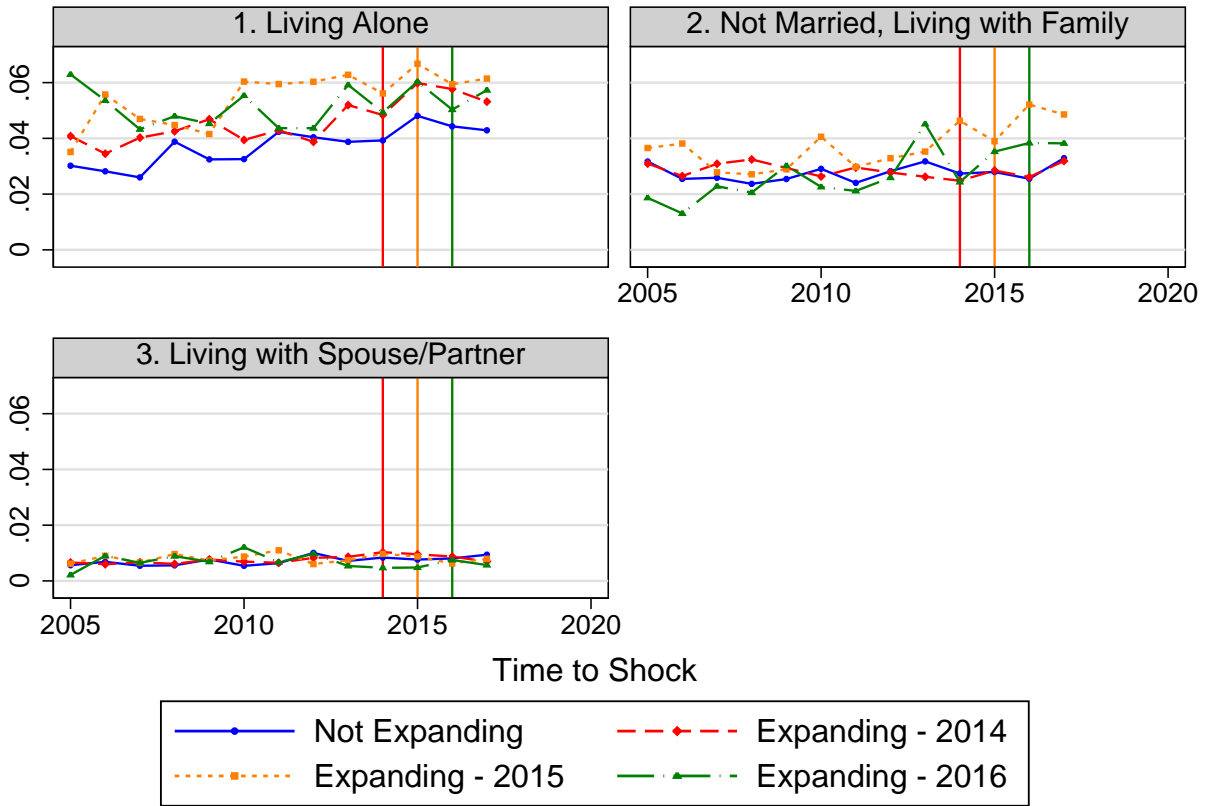 1. Living Alone
2. Not Married, Living with Family
.06
.04
.02
0
2005 2010 2015 2020
3. Living with Spouse/Partner
.06
.04
.02
0
2005 2010 2015 2020
Time to Shock
Not Expanding
Expanding - 2014
Expanding - 2015
Expanding - 2016